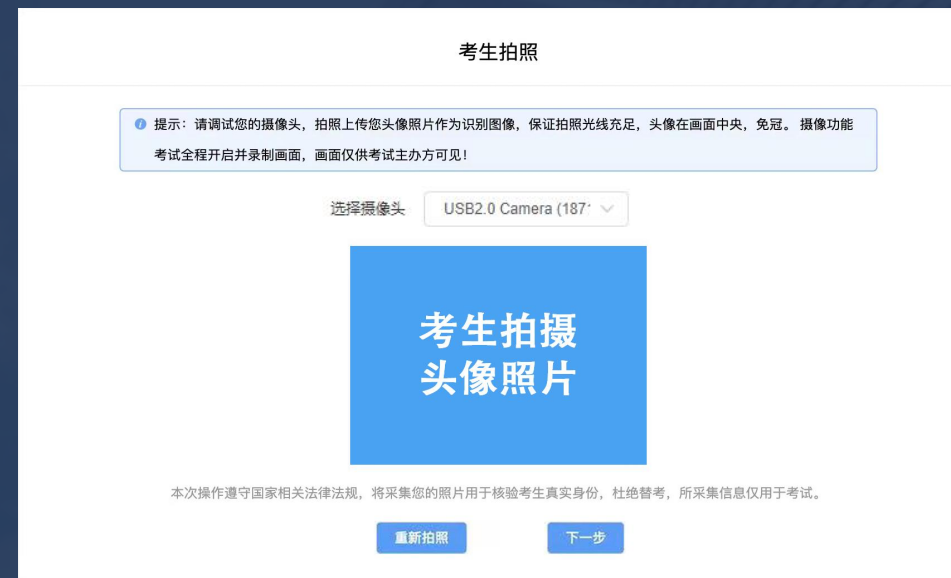 考生拍照
提示：请调试您的摄像头，拍照上传您头像照片作为识别图像，保证拍照光线充足，头像在画面中央，免冠。摄像功能
考试全程开启并录制画面，画面仅供考试主办方可见！
选择摄像头 USB2.0 Camera (187
考生拍摄
头像照片
本次操作遵守国家相关法律法规，将采集您的照片用于核验考生真实身份，杜绝替考，所采集信息仅用于考试。
重新拍照 下一步